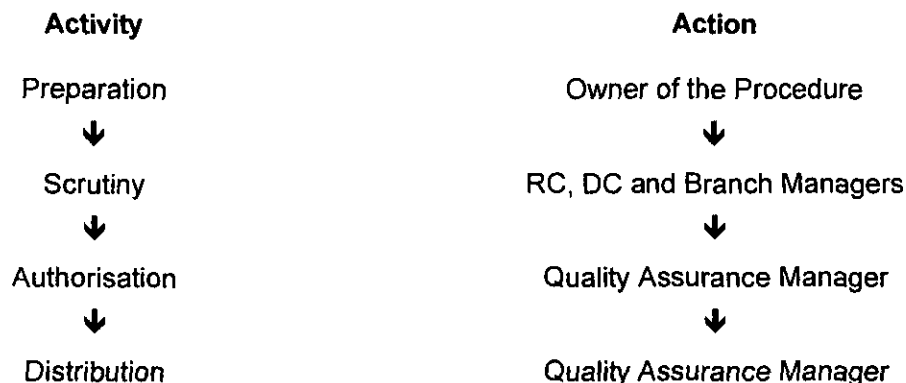 Activity Action
Preparation Owner of the Procedure
Scrutiny RC, DC and Branch Managers
Authorisation Quality Assurance Manager
Distribution Quality Assurance Manager